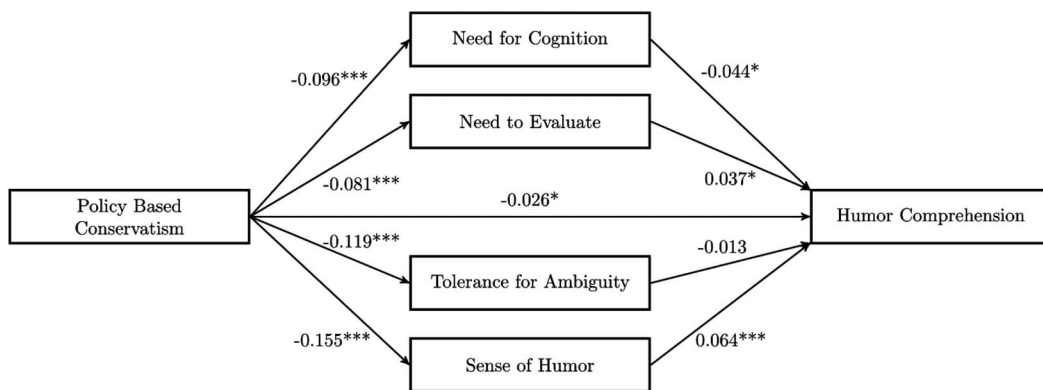 Need for Cognition
-0.096***
-0.044*
Need to Evaluate
-0.081***
0.037*
Policy Based
Conservatism
-0.026*
Humor Comprehension
-0.119***
-0.013
Tolerance for Ambiguity
-0.155***
0.064***
Sense of Humor